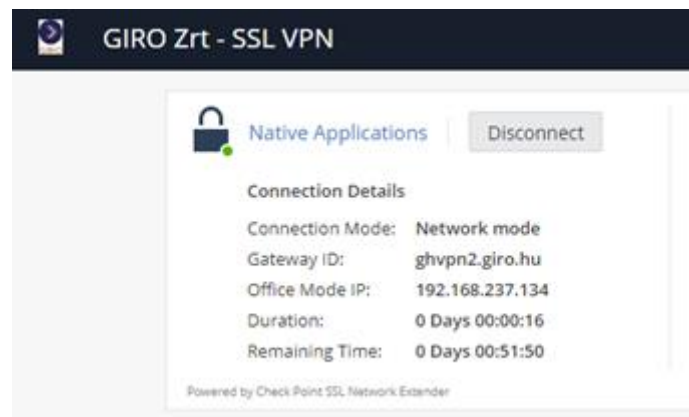 GIRO Zrt - SSL VPN
Native Applications Disconnect
Connection Details
Connection Mode: Network mode
Gateway ID: ghvpn2.giro.hu
Office Mode IP: 192.168.237.134
Duration: 0 Days 00:00:16
Remaining Time: 0 Days 00:51:50
Powered by Check Point SSL Network Extender